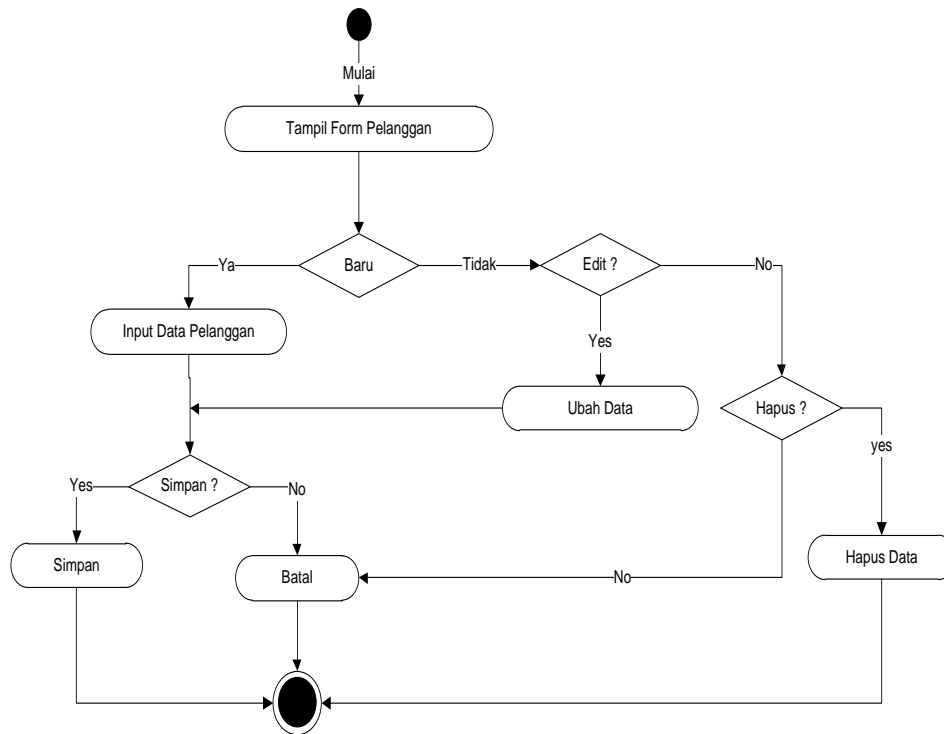 Mulai
Tampil Form Pelanggan
Ya
Baru
Tidak
Edit ?
No
Input Data Pelanggan
Yes
Ubah Data
Hapus ?
yes
Yes
Simpan ?
No
Simpan
Batal
No
Hapus Data